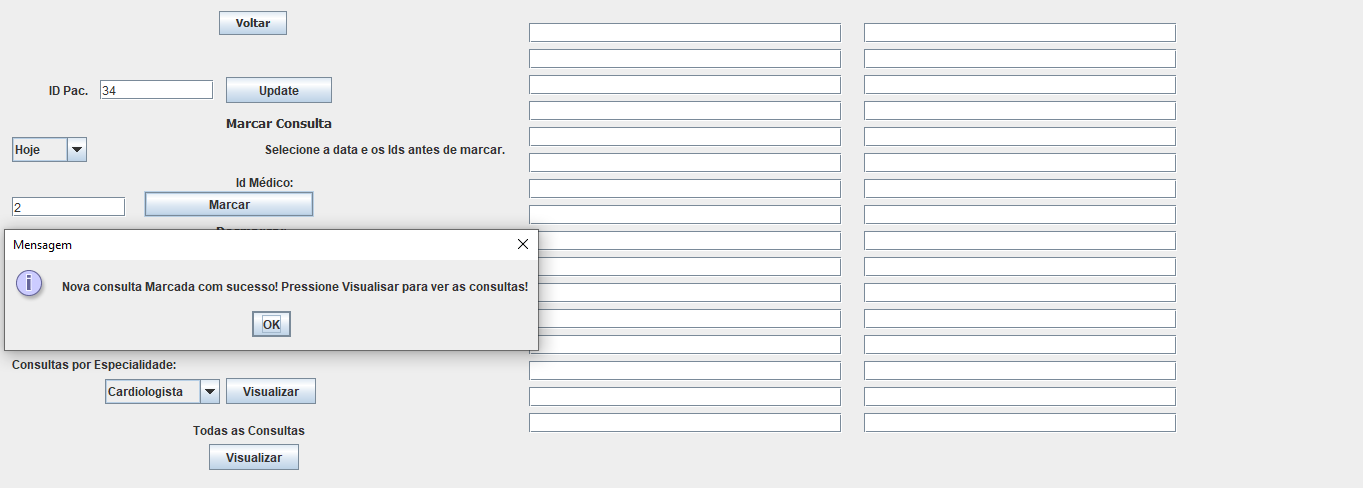 Voltar
ID Pac. 34 Update
Marcar Consulta
Hoje
Selecione a data e os Ids antes de marcar.
Id Médico:
2 Marcar
Mensagem
Nova consulta Marcada com sucesso! Pressione Visualisar para ver as consultas!
OK
Consultas por Especialidade:
Cardiologista Visualizar
Todas as Consultas
Visualizar